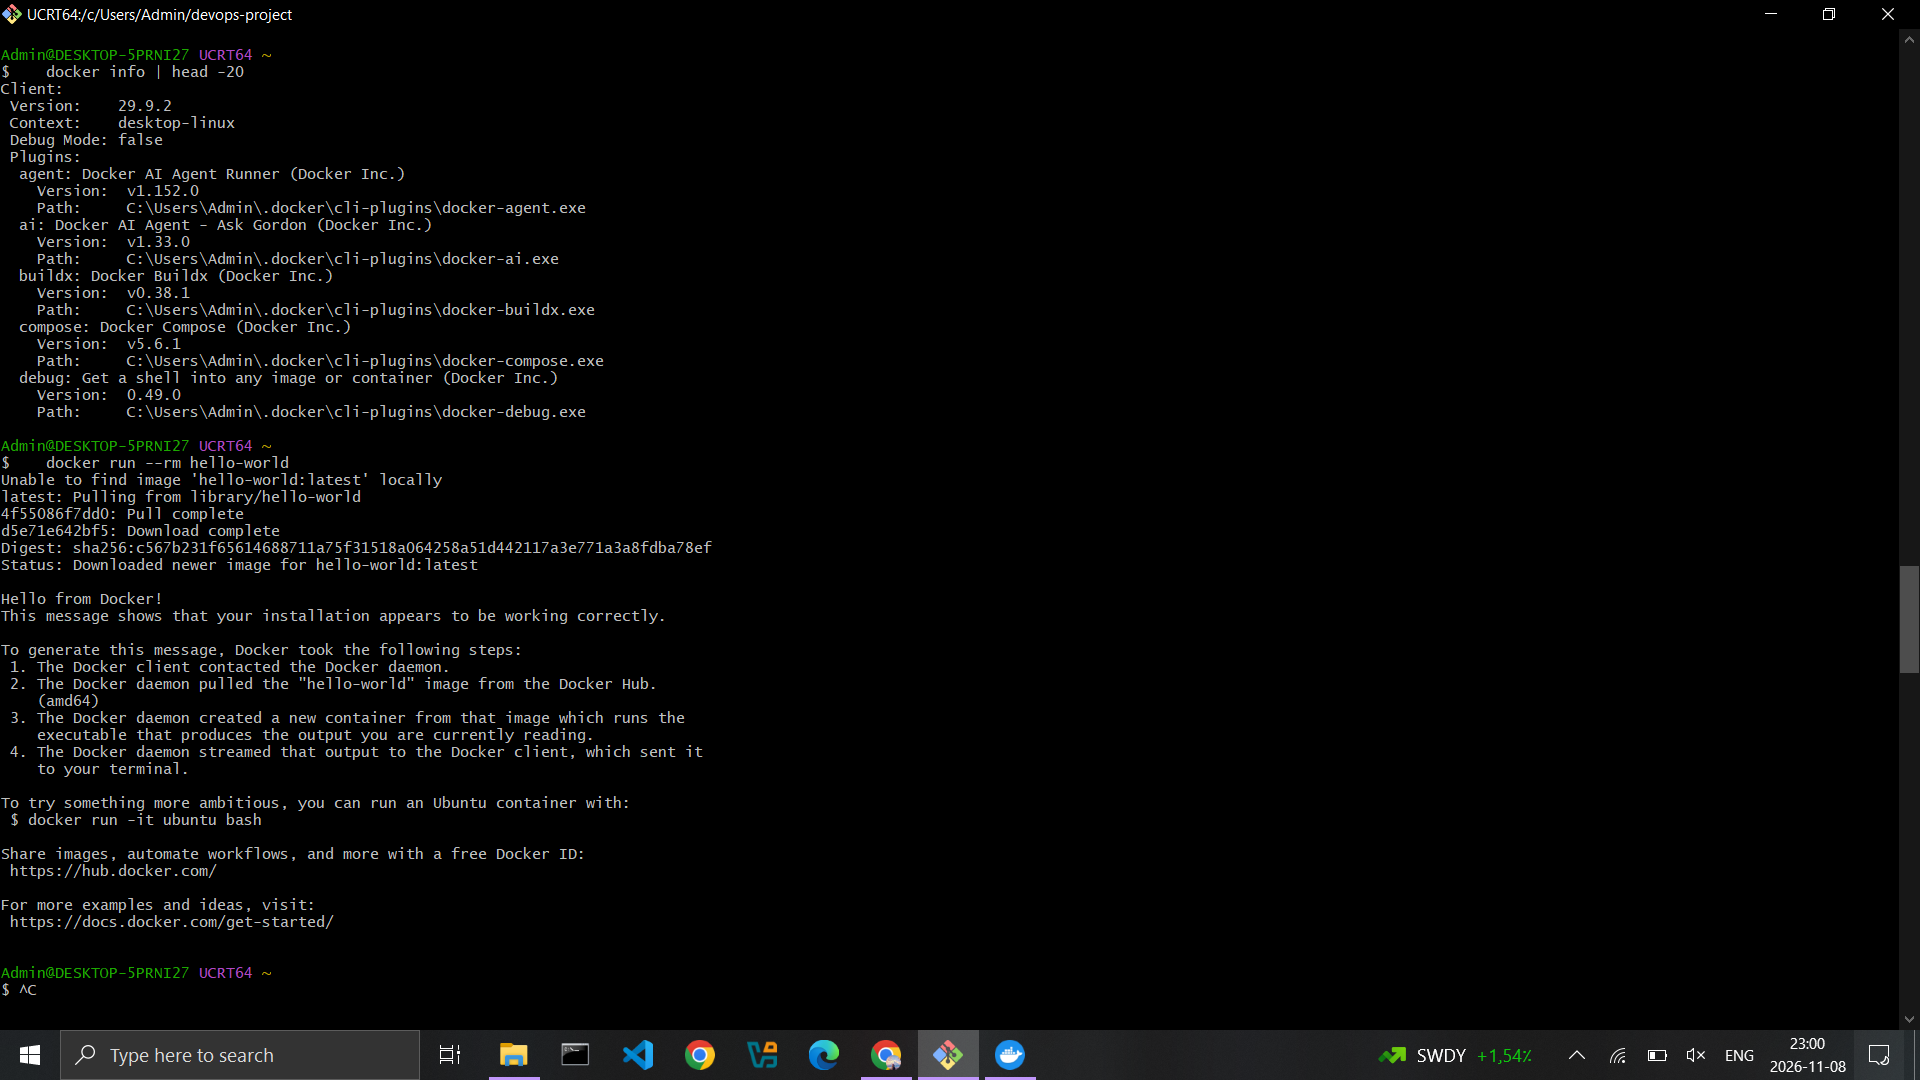 UCRT64:/c/Users/Admin/devops-project
Admin@DESKTOP-5PRNI27 UCRT64 ~
$    docker info | head -20
Client:
 Version:    29.9.2
 Context:    desktop-linux
 Debug Mode: false
 Plugins:
  agent: Docker AI Agent Runner (Docker Inc.)
    Version:  v1.152.0
    Path:     C:\Users\Admin\.docker\cli-plugins\docker-agent.exe
  ai: Docker AI Agent - Ask Gordon (Docker Inc.)
    Version:  v1.33.0
    Path:     C:\Users\Admin\.docker\cli-plugins\docker-ai.exe
  buildx: Docker Buildx (Docker Inc.)
    Version:  v0.38.1
    Path:     C:\Users\Admin\.docker\cli-plugins\docker-buildx.exe
  compose: Docker Compose (Docker Inc.)
    Version:  v5.6.1
    Path:     C:\Users\Admin\.docker\cli-plugins\docker-compose.exe
  debug: Get a shell into any image or container (Docker Inc.)
    Version:  0.49.0
    Path:     C:\Users\Admin\.docker\cli-plugins\docker-debug.exe
Admin@DESKTOP-5PRNI27 UCRT64 ~
$    docker run --rm hello-world
Unable to find image 'hello-world:latest' locally
latest: Pulling from library/hello-world
4f55086f7dd0: Pull complete
d5e71e642bf5: Download complete
Digest: sha256:c567b231f65614688711a75f31518a064258a51d442117a3e771a3a8fdba78ef
Status: Downloaded newer image for hello-world:latest
Hello from Docker!
This message shows that your installation appears to be working correctly.
To generate this message, Docker took the following steps:
 1. The Docker client contacted the Docker daemon.
 2. The Docker daemon pulled the "hello-world" image from the Docker Hub.
    (amd64)
 3. The Docker daemon created a new container from that image which runs the
    executable that produces the output you are currently reading.
 4. The Docker daemon streamed that output to the Docker client, which sent it
    to your terminal.
To try something more ambitious, you can run an Ubuntu container with:
 $ docker run -it ubuntu bash
Share images, automate workflows, and more with a free Docker ID:
 https://hub.docker.com/
For more examples and ideas, visit:
 https://docs.docker.com/get-started/
Admin@DESKTOP-5PRNI27 UCRT64 ~
$ ^C
Type here to search
SWDY +1,54%
ENG
23:00
2026-11-08